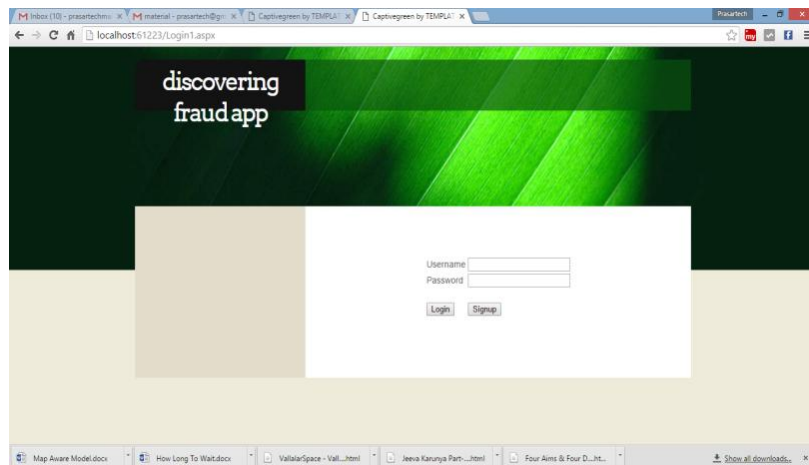 Inbox (10) - prasartechm
material - prasartech@gm
Captivegreen by TEMPLAT
Captivegreen by TEMPLAT
Prasartech
localhost:61223/Login1.aspx
my
discovering
fraud app
Username
Password
Login Signup
Map Aware Model.docx
How Long To Wait.docx
VallalarSpace - Vall....html
Jeeva Karunya Part-....html
Four Aims & Four D....ht...
Show all downloads...